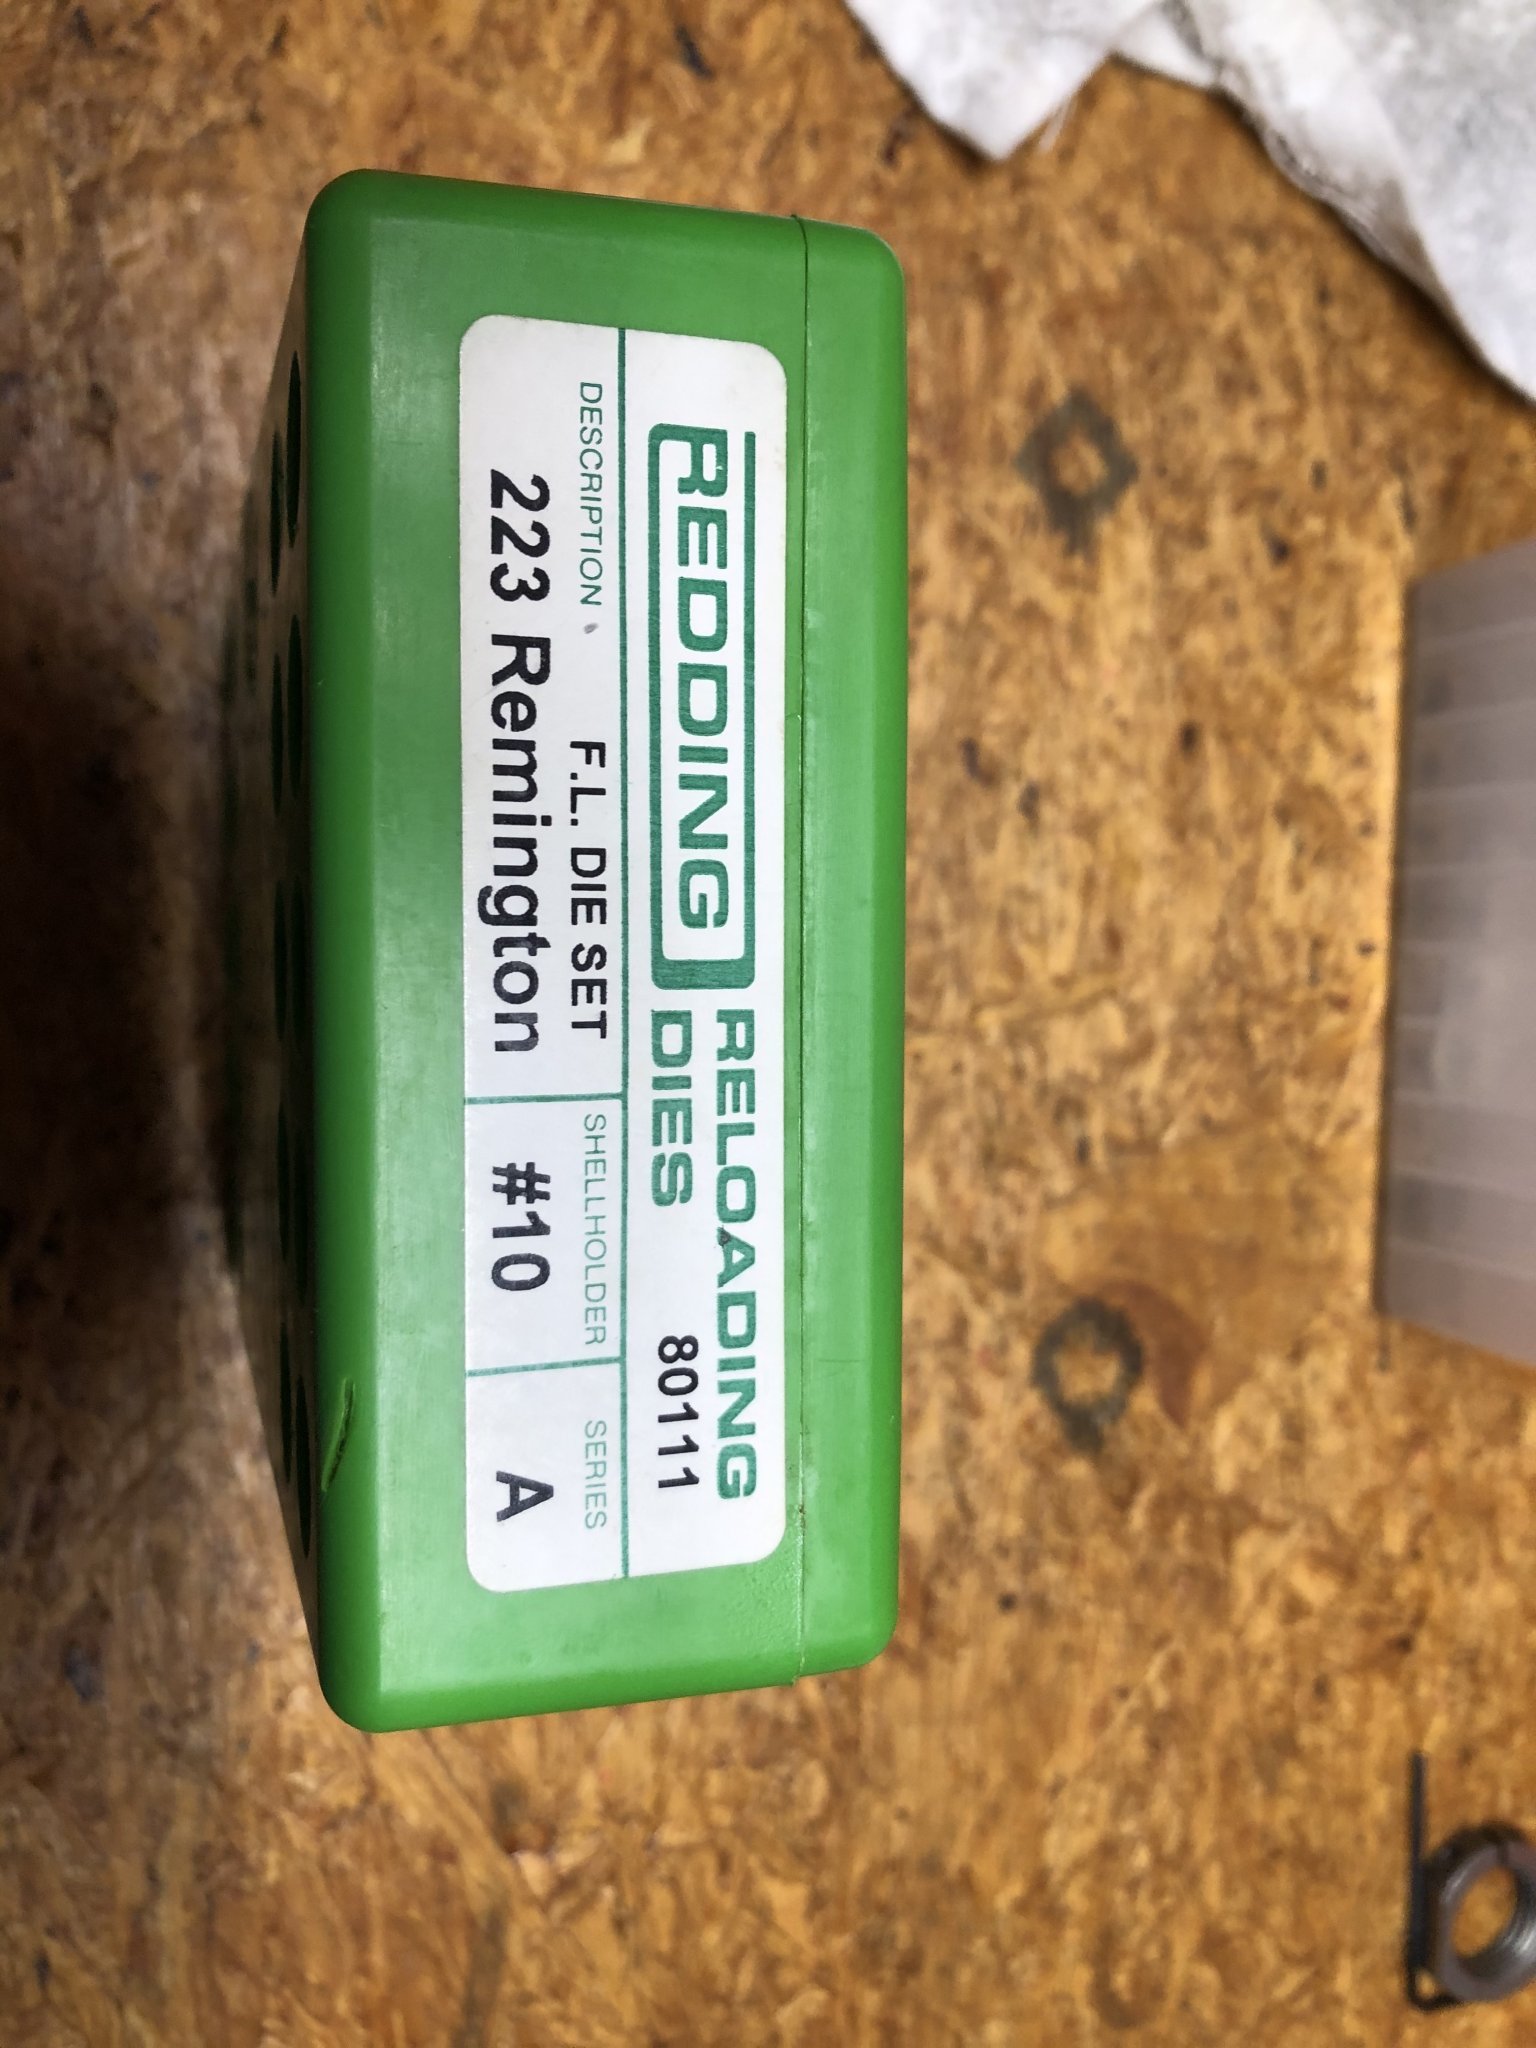 REDDING RELOADING
DIES 80111
DESCRIPTION F.L. DIE SET
223 Remington
SHELLHOLDER
#10
SERIES
A